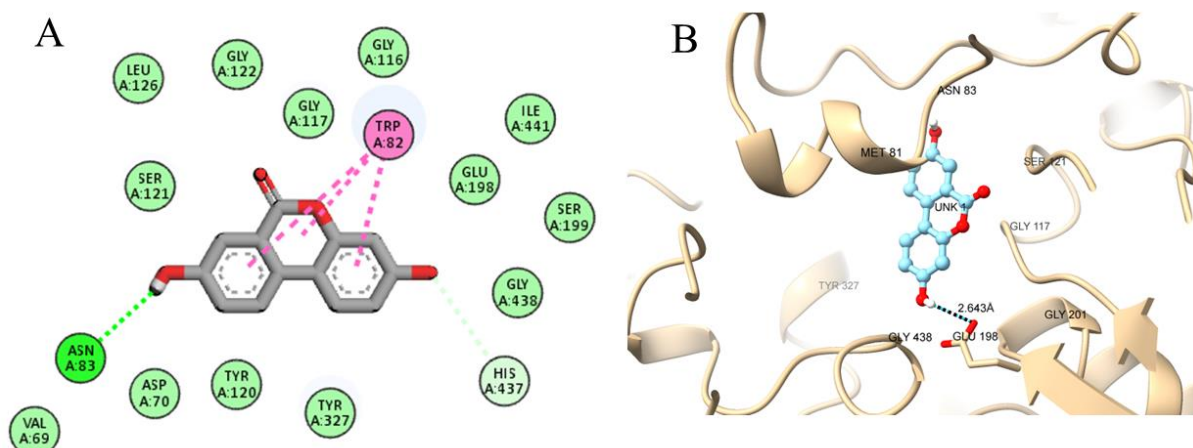 A
GLY
A:116
GLY
A:122
LEU
A:126
GLY
A:117
ILE
A:441
TRP
A:82
GLU
A:198
SER
A:121
SER
A:199
GLY
A:438
ASN
A:83
HIS
A:437
TYR
A:120
ASP
A:70
TYR
A:327
VAL
A:69
B
ASN 83
MET 81
SER 121
UNK 1
GLY 117
TYR 327
2.643Å
GLY 201
GLY 438
GLU 198